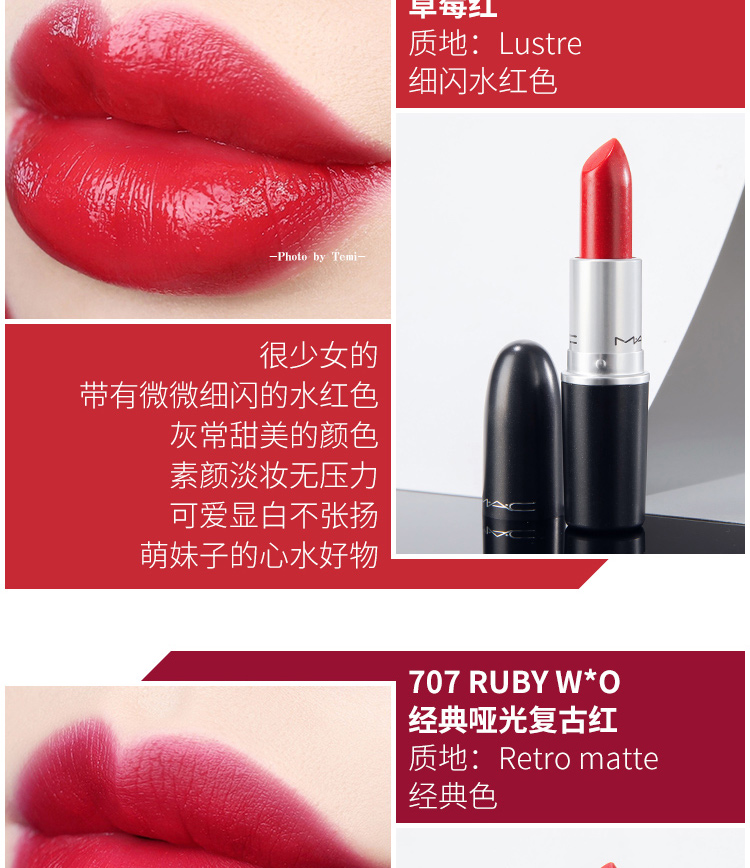 草莓红
质地：Lustre
细闪水红色
—Photo by Temi—
MAC
很少女的
带有微微细闪的水红色
灰常甜美的颜色
素颜淡妆无压力
可爱显白不张扬
萌妹子的心水好物
MAC
707 RUBY W*O
经典哑光复古红
质地：Retro matte
经典色